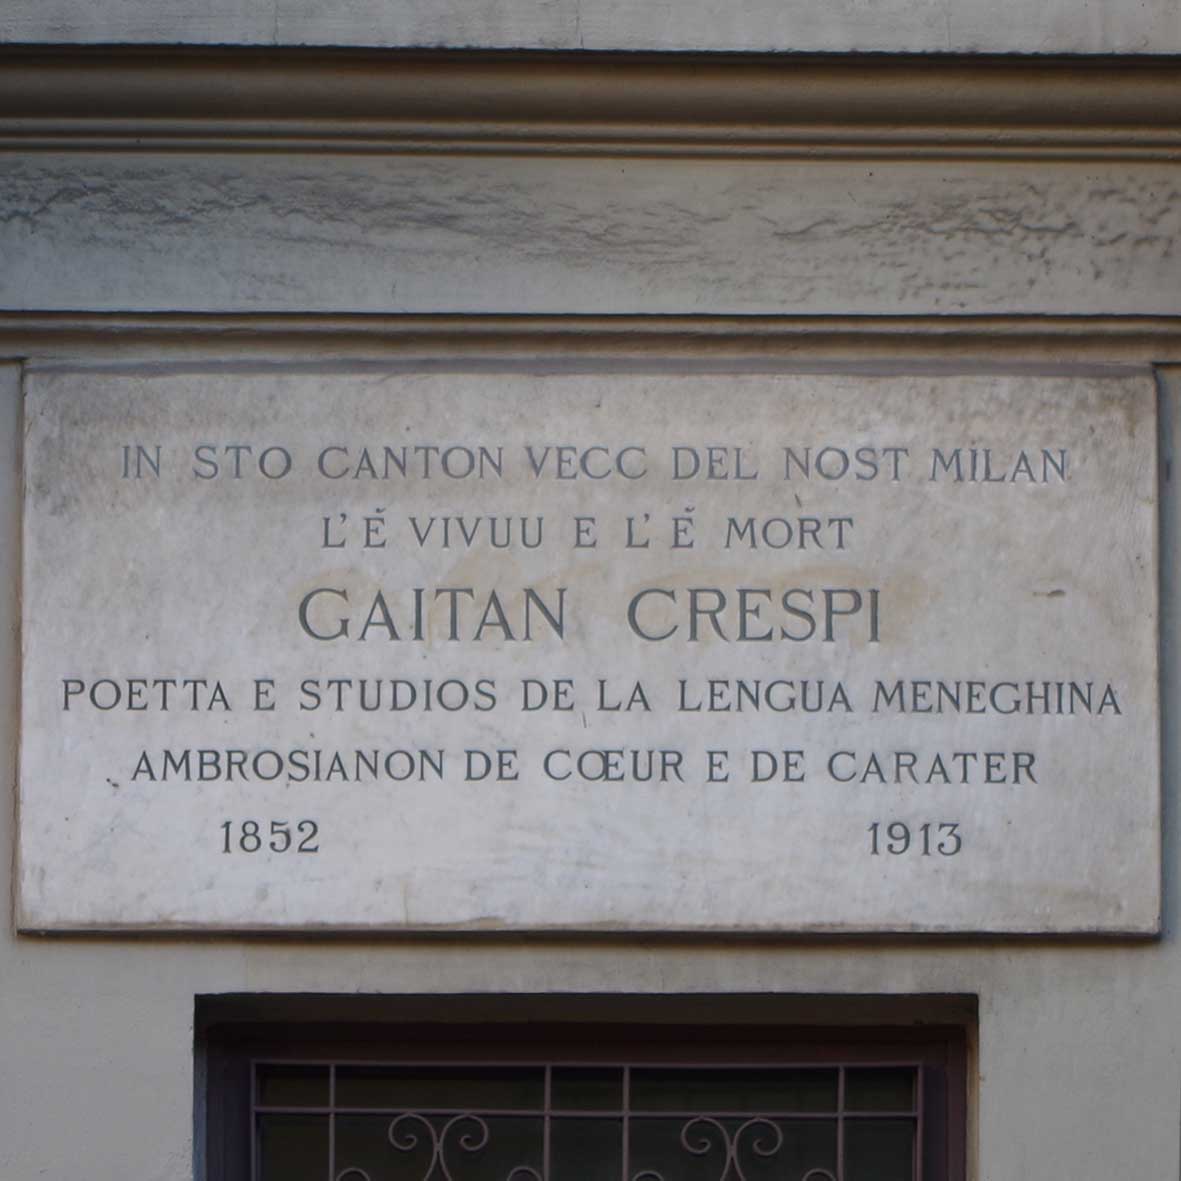 IN STO CANTON VECC DEL NOST MILAN
L'Ĕ VIVUU E L'Ĕ MORT
GAITAN CRESPI
POETTA E STUDIOS DE LA LENGUA MENEGHINA
AMBROSIANON DE CŒUR E DE CARATER
1852 1913